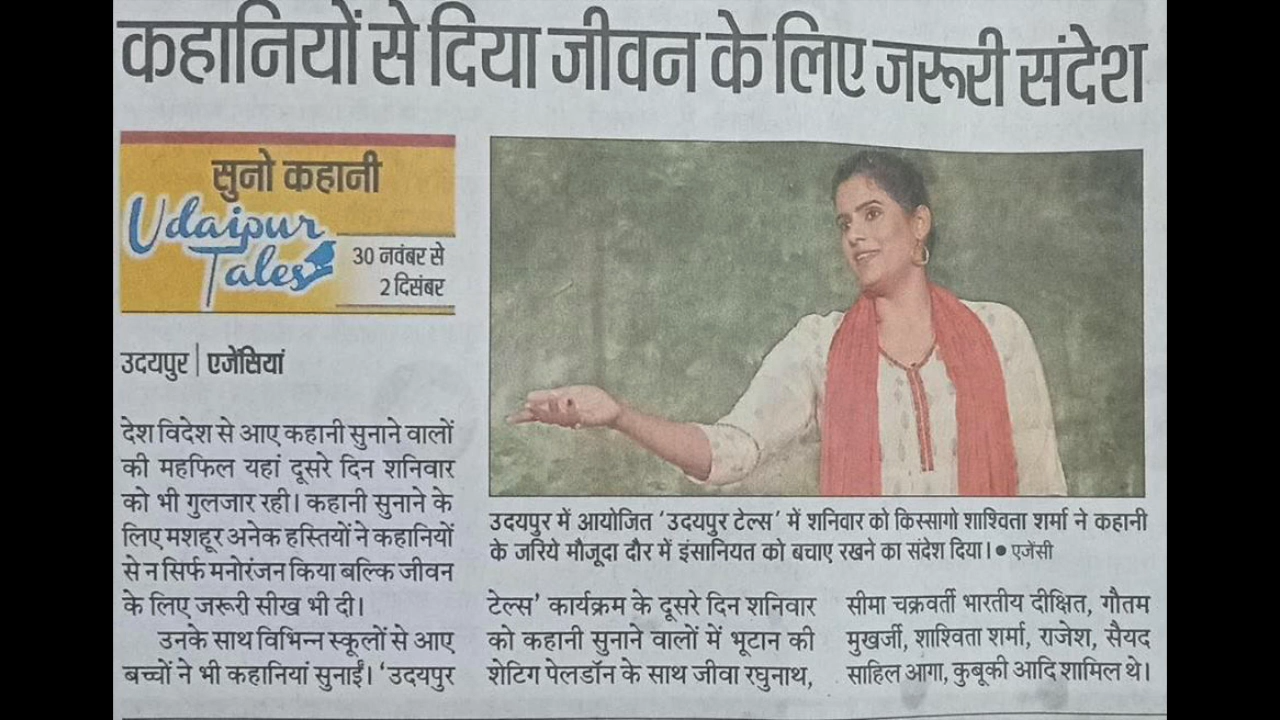 कहानियों से दिया जीवन के लिए जरूरी संदेश
सुनो कहानी
Udaipur
Tales
30 नवंबर से
2 दिसंबर
उदयपुर | एजेंसियां
देश विदेश से आए कहानी सुनाने वालों
की महफिल यहां दूसरे दिन शनिवार
को भी गुलजार रही। कहानी सुनाने के
लिए मशहूर अनेक हस्तियों ने कहानियों
से न सिर्फ मनोरंजन किया बल्कि जीवन
के लिए जरूरी सीख भी दी।
उनके साथ विभिन्न स्कूलों से आए
बच्चों ने भी कहानियां सुनाईं। ‘उदयपुर
उदयपुर में आयोजित ‘उदयपुर टेल्स’ में शनिवार को किस्सागो शाश्विता शर्मा ने कहानी
के जरिये मौजूदा दौर में इंसानियत को बचाए रखने का संदेश दिया। ● एजेंसी
टेल्स’ कार्यक्रम के दूसरे दिन शनिवार
को कहानी सुनाने वालों में भूटान की
शेटिग पेलडॉन के साथ जीवा रघुनाथ,
सीमा चक्रवर्ती भारतीय दीक्षित, गौतम
मुखर्जी, शाश्विता शर्मा, राजेश, सैयद
साहिल आगा, कुबूकी आदि शामिल थे।